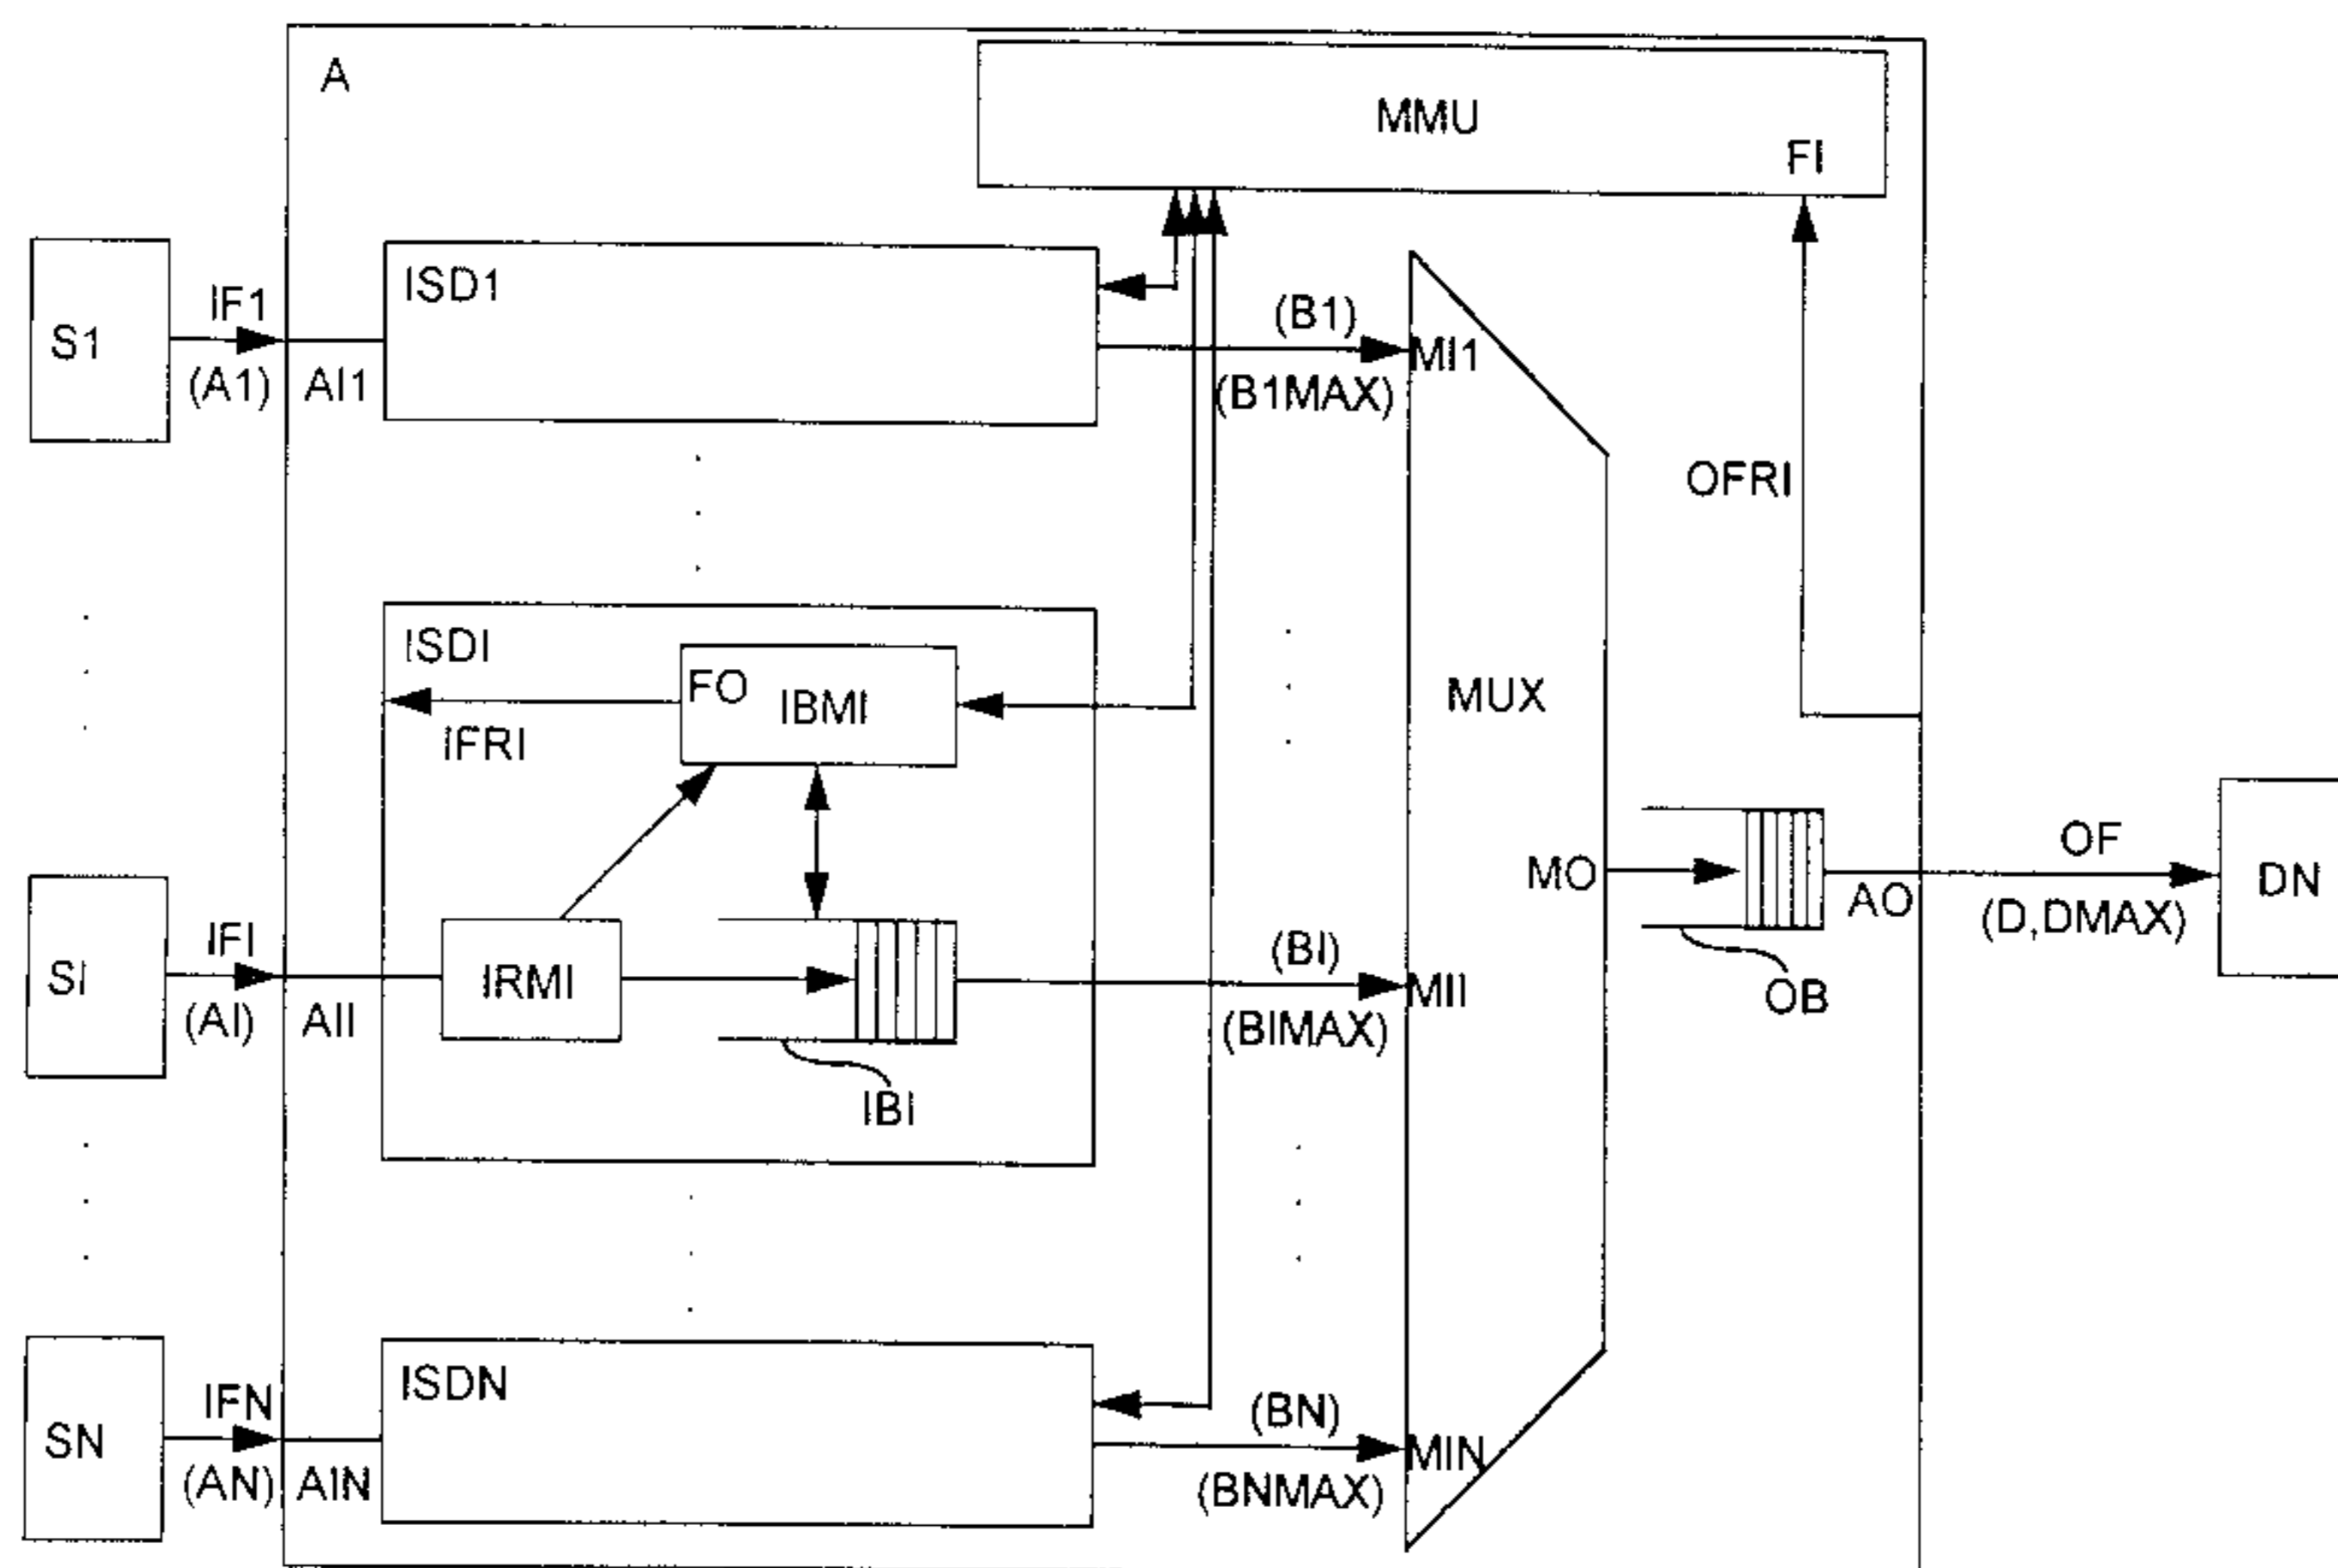 A
MMU
FI
S1
IF1
(A1)
AI1
ISD1
(B1)
(B1MAX)
MI1
OFRI
ISDI
FO
IBMI
IFRI
MUX
SI
IFI
(AI)
AII
IRMI
IBI
(BI)
(BIMAX)
MII
MO
OB
AO
OF
(D,DMAX)
DN
SN
IFN
(AN)
AIN
ISDN
(BN)
(BNMAX)
MIN